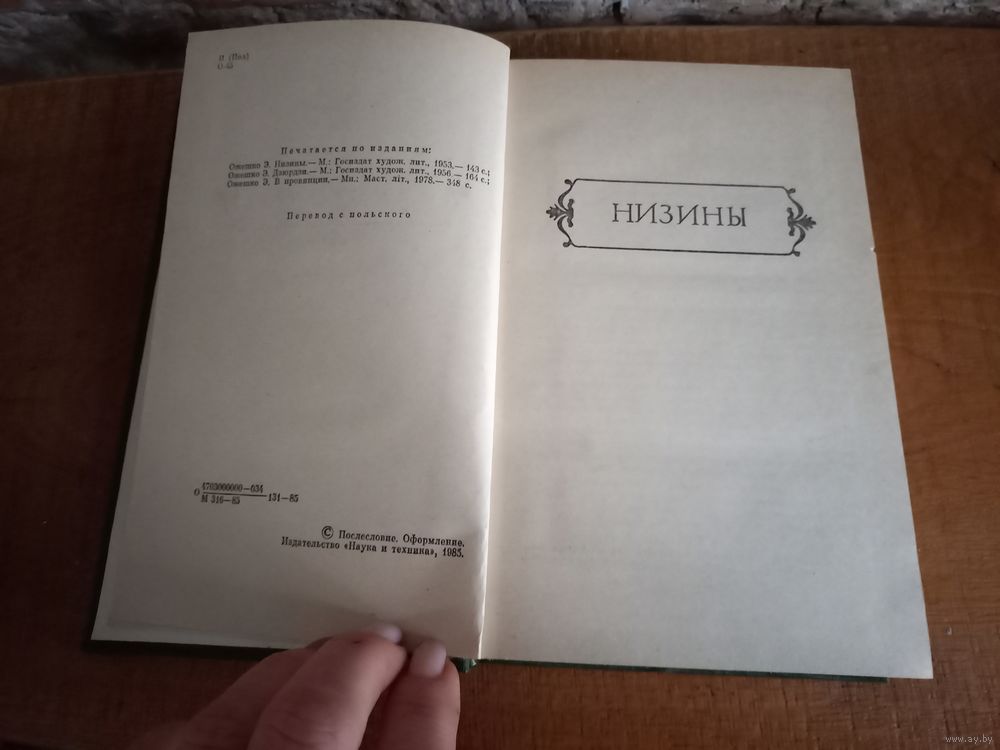 И (Пол)
О-45
Печатается по изданиям:
Ожешко Э. Низины.— М.: Госиздат худож. лит., 1953.— 143 с.;
Ожешко Э. Дзюрдзи.— М.: Госиздат худож. лит., 1956.— 164 с.;
Ожешко Э. В провинции.— Мн.: Маст. літ., 1978.— 348 с.
Перевод с польского
О 4703000000—034 131—85
М 316—85
© Послесловие. Оформление.
Издательство «Наука и техника», 1985.
НИЗИНЫ
www.ay.by